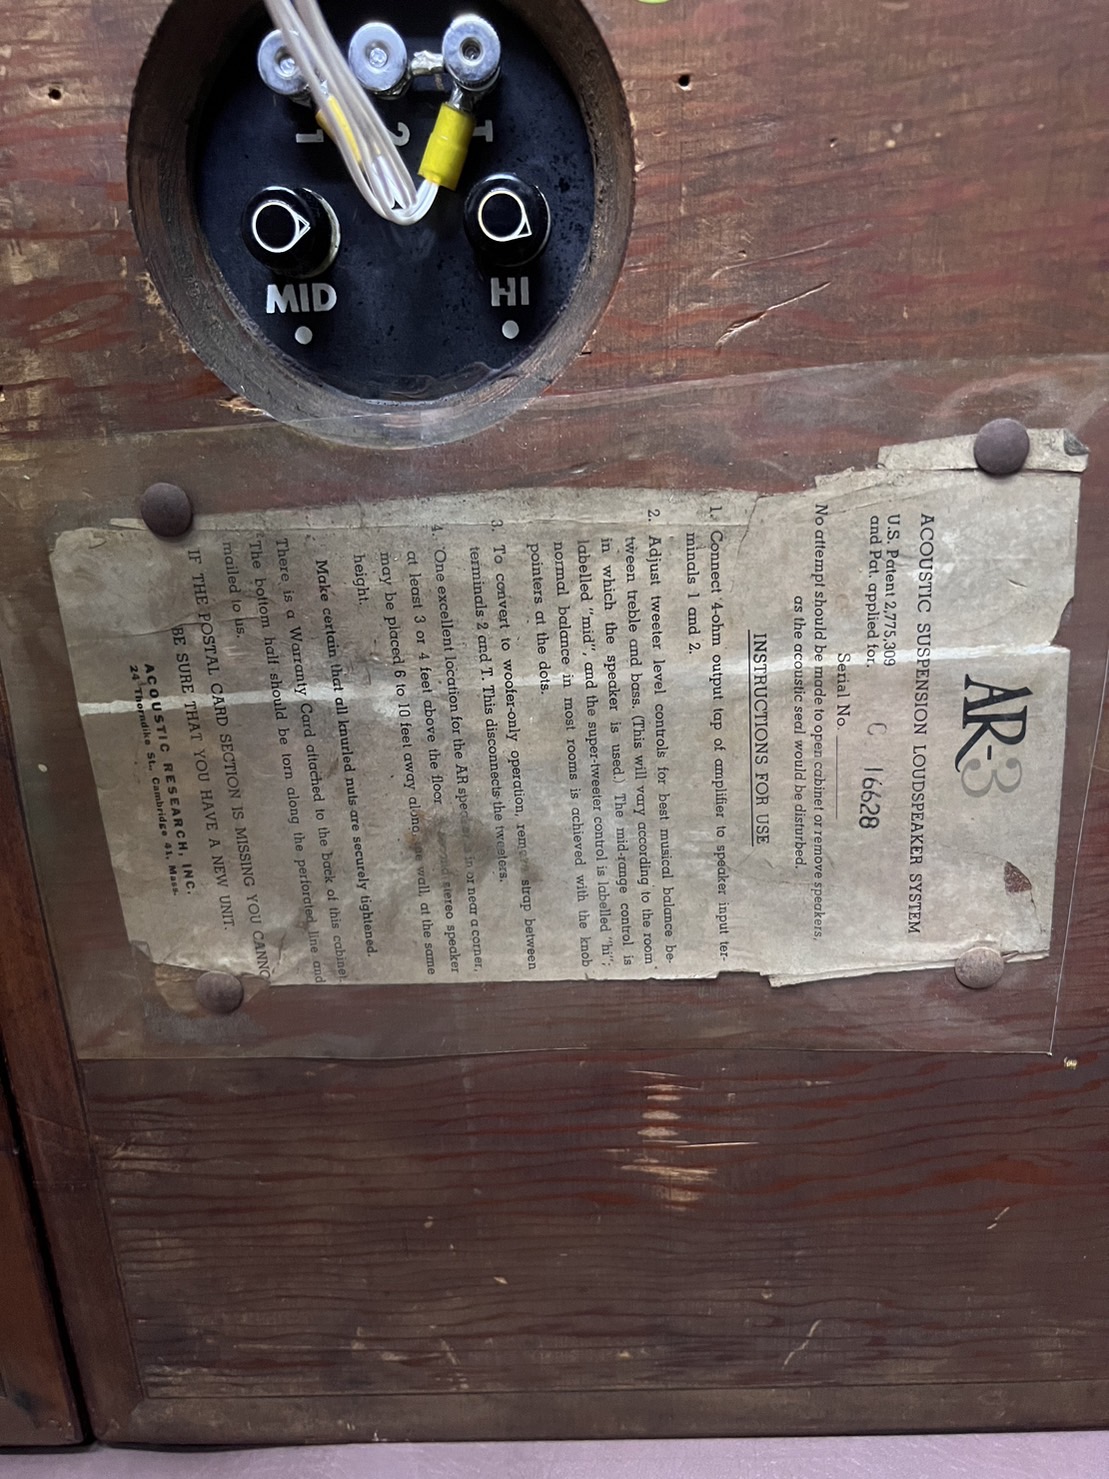 1 2 T
MID HI
AR-3
ACOUSTIC SUSPENSION LOUDSPEAKER SYSTEM
U.S. Patent 2,775,309
and Pat. applied for.
Serial No. C 16628
No attempt should be made to open cabinet or remove speakers,
as the acoustic seal would be disturbed.
INSTRUCTIONS FOR USE
1. Connect 4-ohm output tap of amplifier to speaker input ter-
minals 1 and 2.
2. Adjust tweeter level controls for best musical balance be-
tween treble and bass. (This will vary according to the room
in which the speaker is used). The mid-range control is
labelled "mid", and the super-tweeter control is labelled "hi";
normal balance in most rooms is achieved with the knob
pointers at the dots.
3. To convert to woofer-only operation, remove strap between
terminals 2 and T. This disconnects the tweeters.
4. One excellent location for the AR speaker is in or near a corner,
at least 3 or 4 feet above the floor. second stereo speaker
may be placed 6 to 10 feet away along wall, at the same
height.
Make certain that all knurled nuts are securely tightened.
There is a Warranty Card attached to the back of this cabinet.
The bottom half should be torn along the perforated line and
mailed to us.
IF THE POSTAL CARD SECTION IS MISSING YOU CANNO
BE SURE THAT YOU HAVE A NEW UNIT.
ACOUSTIC RESEARCH, INC.
24 Thorndike St., Cambridge 41, Mass.